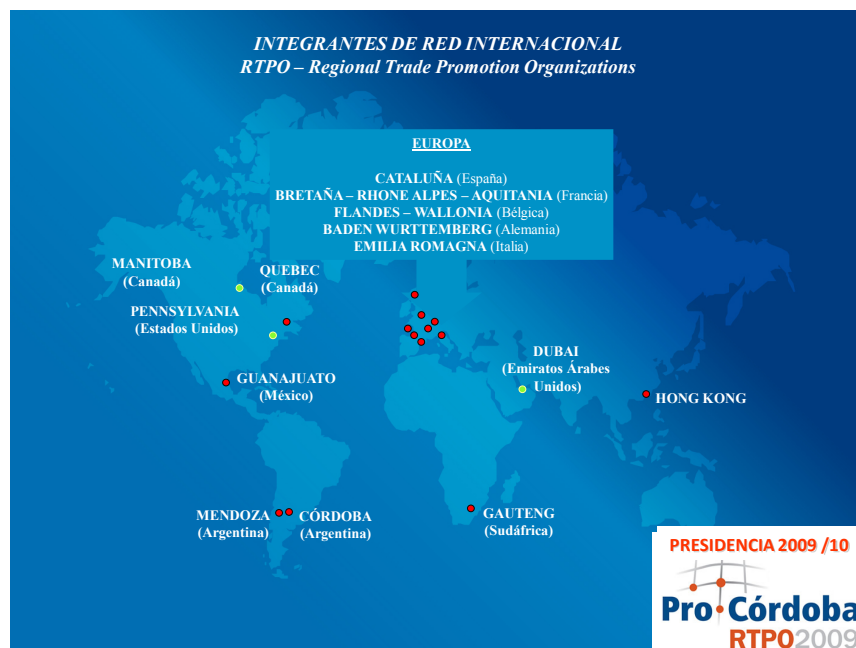 INTEGRANTES DE RED INTERNACIONAL
RTPO – Regional Trade Promotion Organizations
EUROPA
CATALUÑA (España)
BRETAÑA – RHONE ALPES – AQUITANIA (Francia)
FLANDES – WALLONIA (Bélgica)
BADEN WURTTEMBERG (Alemania)
EMILIA ROMAGNA (Italia)
MANITOBA
(Canadá)
QUEBEC
(Canadá)
PENNSYLVANIA
(Estados Unidos)
DUBAI
(Emiratos Árabes
Unidos)
GUANAJUATO
(México)
HONG KONG
MENDOZA
(Argentina)
CÓRDOBA
(Argentina)
GAUTENG
(Sudáfrica)
PRESIDENCIA 2009 /10
Pro Córdoba
RTPO2009